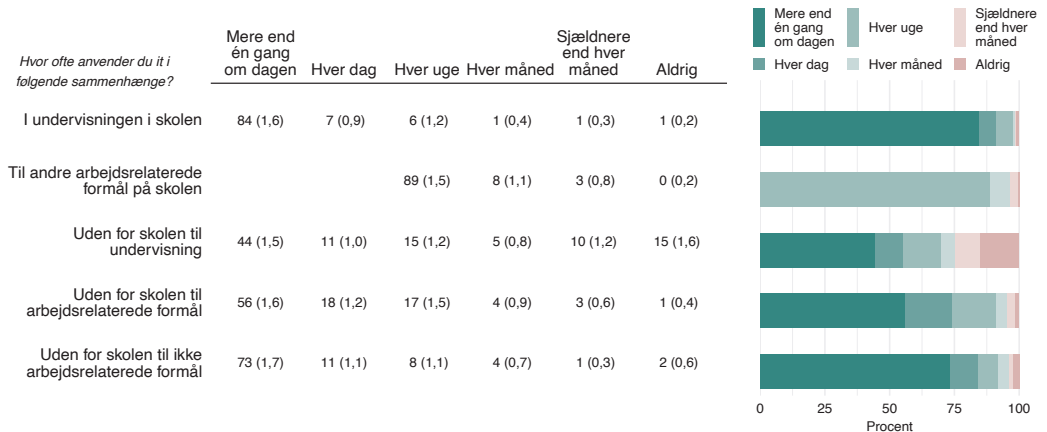 Hvor ofte anvender du it i
følgende sammenhænge?
Mere end
én gang
om dagen
Hver dag
Hver uge
Hver måned
Sjældnere
end hver
måned
Aldrig
I undervisningen i skolen
84 (1,6)
7 (0,9)
6 (1,2)
1 (0,4)
1 (0,3)
1 (0,2)
Til andre arbejdsrelaterede
formål på skolen
89 (1,5)
8 (1,1)
3 (0,8)
0 (0,2)
Uden for skolen til
undervisning
44 (1,5)
11 (1,0)
15 (1,2)
5 (0,8)
10 (1,2)
15 (1,6)
Uden for skolen til
arbejdsrelaterede formål
56 (1,6)
18 (1,2)
17 (1,5)
4 (0,9)
3 (0,6)
1 (0,4)
Uden for skolen til ikke
arbejdsrelaterede formål
73 (1,7)
11 (1,1)
8 (1,1)
4 (0,7)
1 (0,3)
2 (0,6)
Mere end
én gang
om dagen
Hver uge
Sjældnere
end hver
måned
Hver dag
Hver måned
Aldrig
0
25
50
75
100
Procent